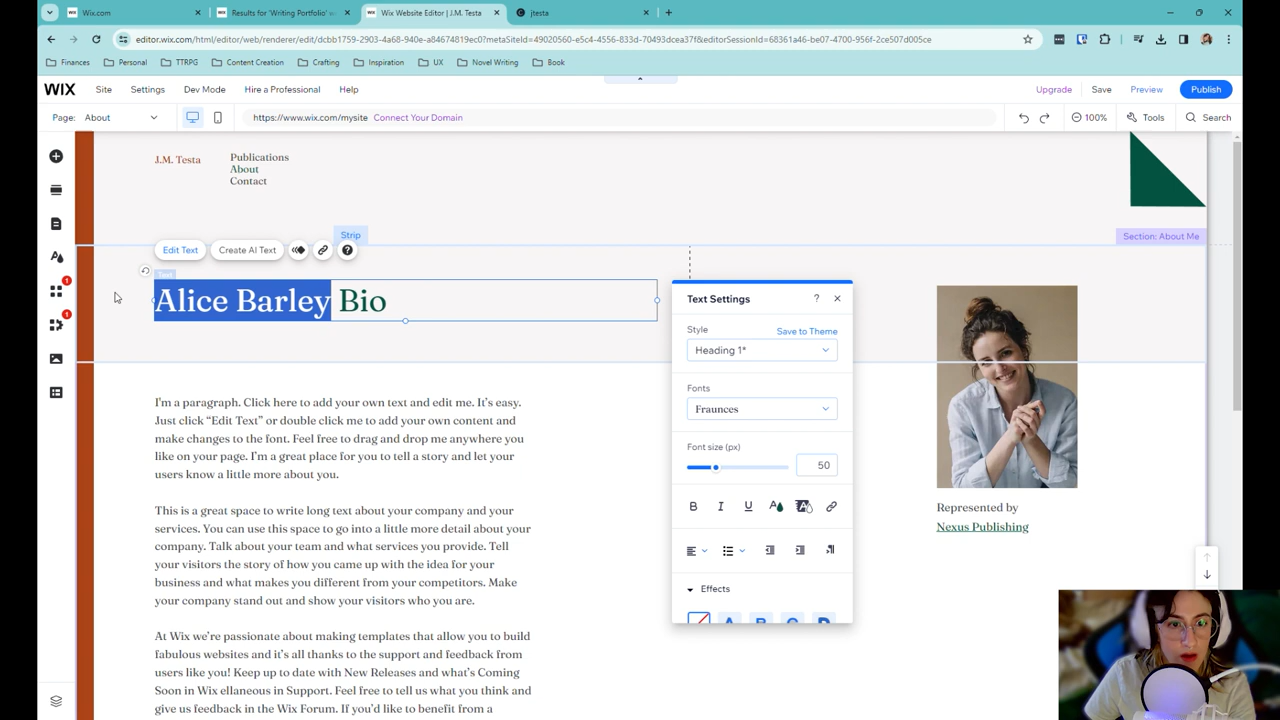 Wix.com
Results for 'Writing Portfolio' w
Wix Website Editor | J.M. Testa
jtesta
editor.wix.com/html/editor/web/renderer/edit/dcbb1759-2903-4a68-940e-a84674819ec0?metaSiteId=49020560-e5c4-5556-833d-70493dcea37f&editorSessionId=68361a46-be07-4700-956f-2ce507d005ce
Finances
Personal
TTRPG
Content Creation
Crafting
Inspiration
UX
Novel Writing
Book
WIX
Site
Settings
Dev Mode
Hire a Professional
Help
Upgrade
Save
Preview
Publish
Page: About
https://www.wix.com/mysite Connect Your Domain
100%
Tools
Search
J.M. Testa
Publications
About
Contact
Strip
Section: About Me
Edit Text
Create AI Text
Text
Alice Barley Bio
1
1
Text Settings
Style
Save to Theme
Heading 1*
Fonts
Fraunces
Font size (px)
50
B I U A
Effects
A B C D
I'm a paragraph. Click here to add your own text and edit me. It's easy.
Just click “Edit Text” or double click me to add your own content and
make changes to the font. Feel free to drag and drop me anywhere you
like on your page. I'm a great place for you to tell a story and let your
users know a little more about you.
This is a great space to write long text about your company and your
services. You can use this space to go into a little more detail about your
company. Talk about your team and what services you provide. Tell
your visitors the story of how you came up with the idea for your
business and what makes you different from your competitors. Make
your company stand out and show your visitors who you are.
At Wix we're passionate about making templates that allow you to build
fabulous websites and it's all thanks to the support and feedback from
users like you! Keep up to date with New Releases and what's Coming
Soon in Wix ellaneous in Support. Feel free to tell us what you think and
give us feedback in the Wix Forum. If you'd like to benefit from a
Represented by
Nexus Publishing